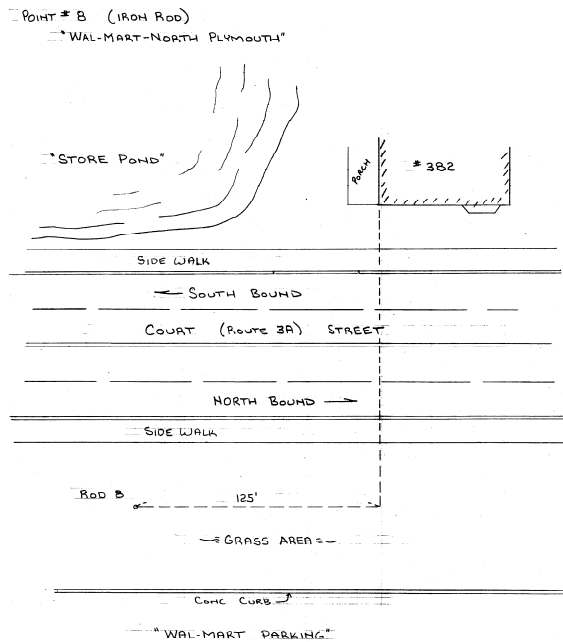 POINT # 8 (IRON ROD)
"WAL-MART-NORTH PLYMOUTH"
"STORE POND"
PORCH
# 382
SIDE WALK
SOUTH BOUND
COURT (ROUTE 3A) STREET
NORTH BOUND
SIDE WALK
ROD 8
125'
GRASS AREA
CONC CURB
"WAL-MART PARKING"